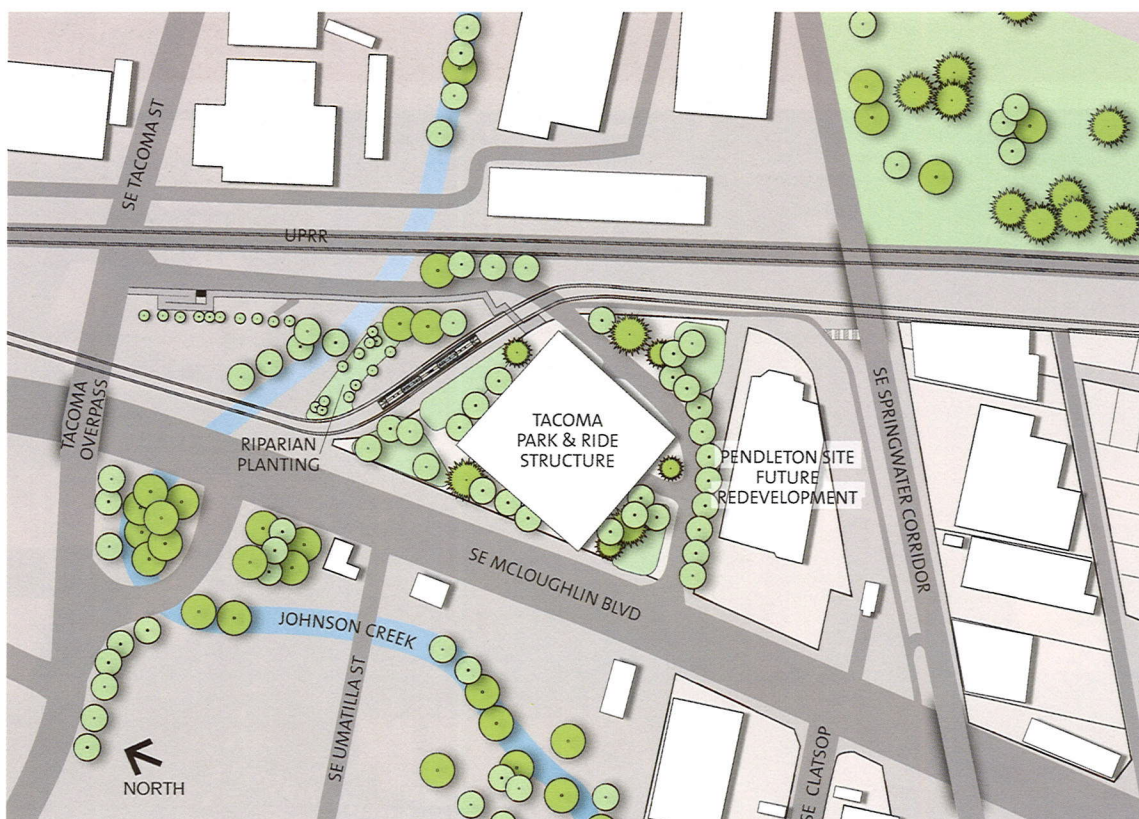 SE TACOMA ST
UPRR
TACOMA
OVERPASS
RIPARIAN
PLANTING
TACOMA
PARK & RIDE
STRUCTURE
PENDLETON SITE
FUTURE
REDEVELOPMENT
SE SPRINGWATER CORRIDOR
SE MCLOUGHLIN BLVD
JOHNSON CREEK
SE UMATILLA ST
SE CLATSOP
NORTH